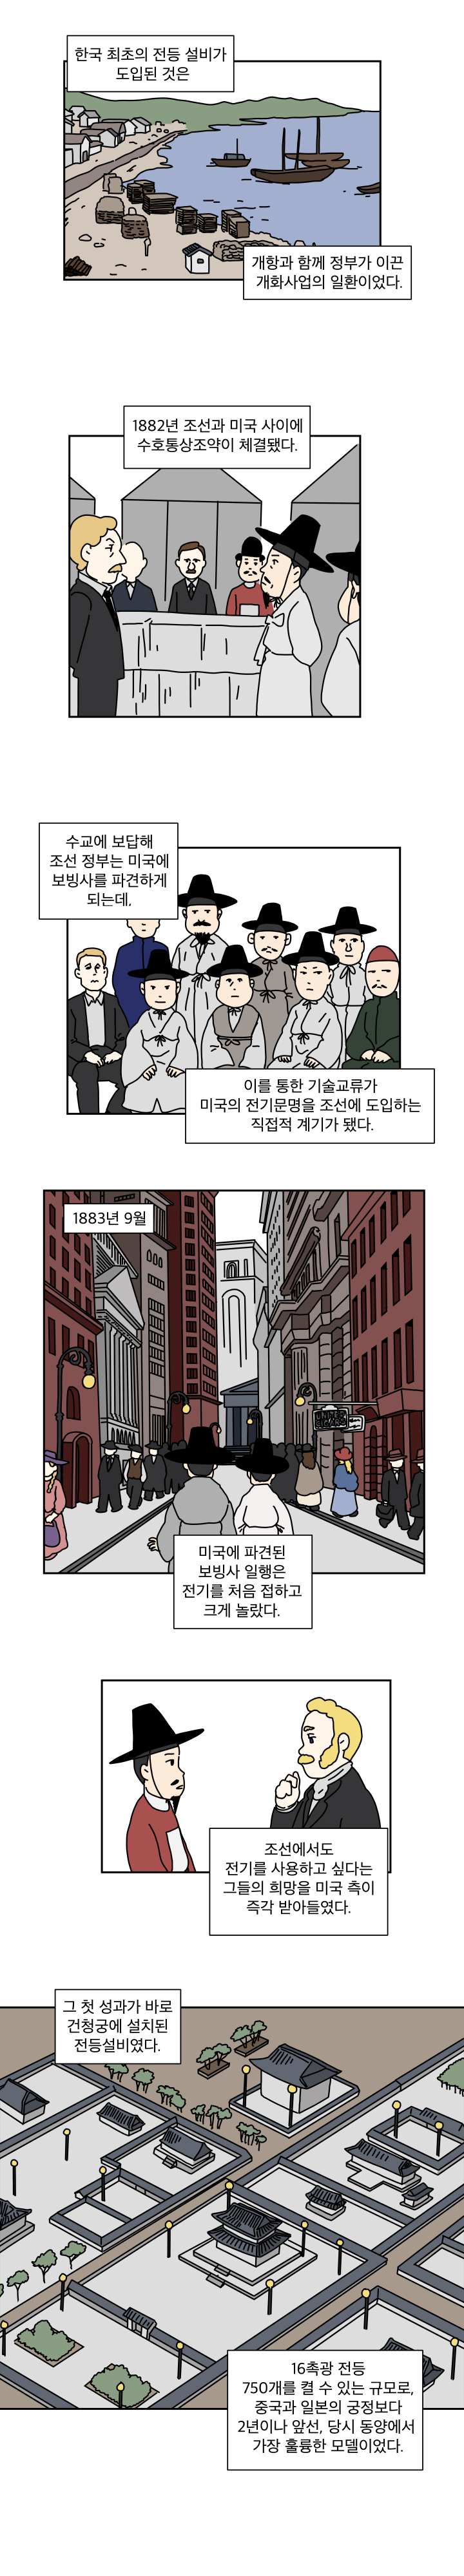 한국 최초의 전등 설비가
도입된 것은
개항과 함께 정부가 이끈
개화사업의 일환이었다.
1882년 조선과 미국 사이에
수호통상조약이 체결됐다.
수교에 보답해
조선 정부는 미국에
보빙사를 파견하게
되는데,
이를 통한 기술교류가
미국의 전기문명을 조선에 도입하는
직접적 계기가 됐다.
1883년 9월
미국에 파견된
보빙사 일행은
전기를 처음 접하고
크게 놀랐다.
조선에서도
전기를 사용하고 싶다는
그들의 희망을 미국 측이
즉각 받아들였다.
그 첫 성과가 바로
건청궁에 설치된
전등설비였다.
16촉광 전등
750개를 켤 수 있는 규모로,
중국과 일본의 궁정보다
2년이나 앞선, 당시 동양에서
가장 훌륭한 모델이었다.